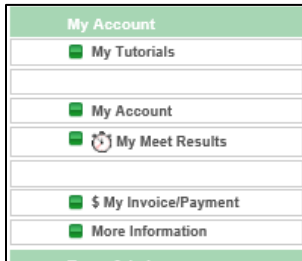 My Account
My Tutorials
My Account
My Meet Results
$ My Invoice/Payment
More Information